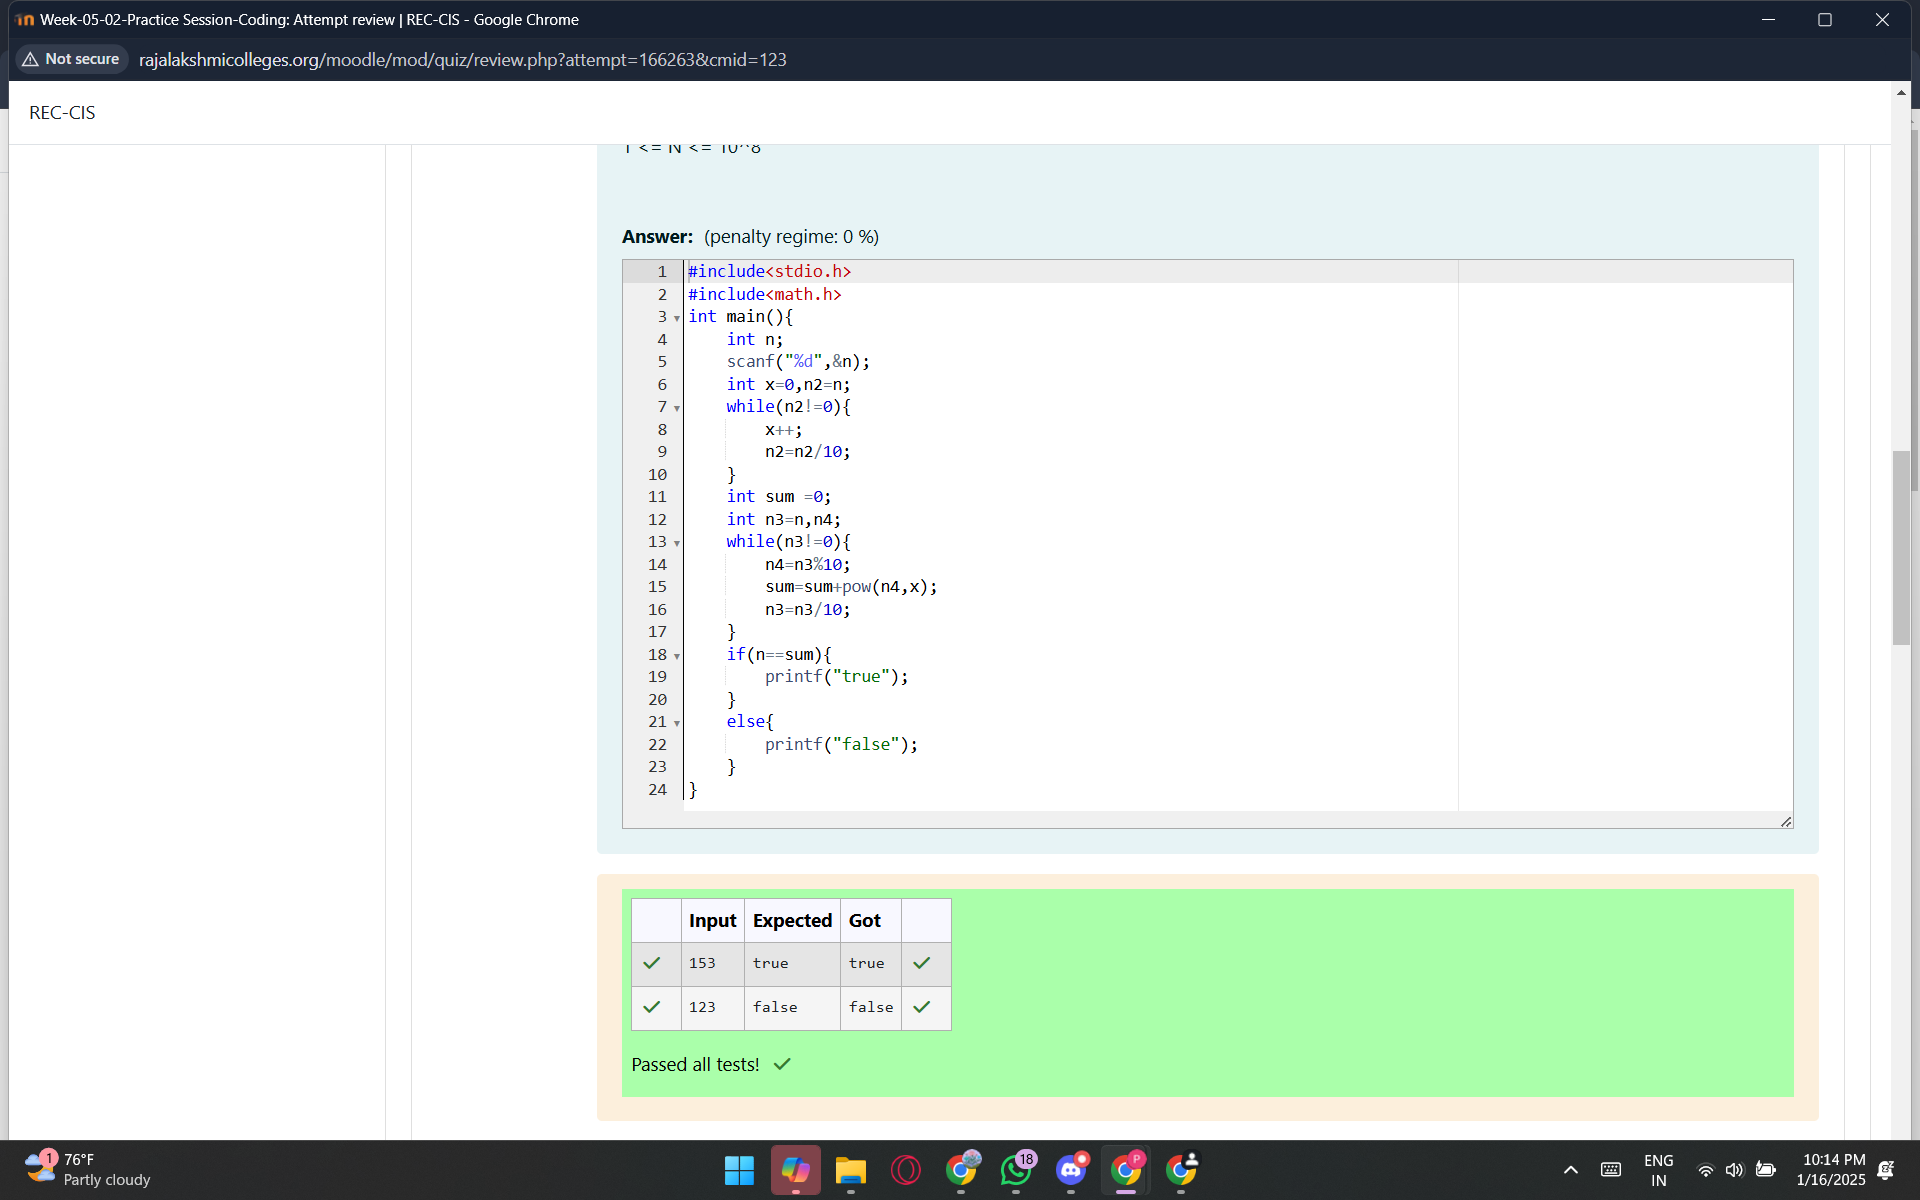 Week-05-02-Practice Session-Coding: Attempt review | REC-CIS - Google Chrome
Not secure rajalakshmicolleges.org/moodle/mod/quiz/review.php?attempt=166263&cmid=123
REC-CIS
1 <= N <= 10^8
Answer: (penalty regime: 0 %)
1 #include<stdio.h>
2 #include<math.h>
3 int main(){
4 int n;
5 scanf("%d",&n);
6 int x=0,n2=n;
7 while(n2!=0){
8 x++;
9 n2=n2/10;
10 }
11 int sum =0;
12 int n3=n,n4;
13 while(n3!=0){
14 n4=n3%10;
15 sum=sum+pow(n4,x);
16 n3=n3/10;
17 }
18 if(n==sum){
19 printf("true");
20 }
21 else{
22 printf("false");
23 }
24 }
Input Expected Got
153 true true
123 false false
Passed all tests!
1 76°F
Partly cloudy
18
P
ENG
IN
10:14 PM
1/16/2025